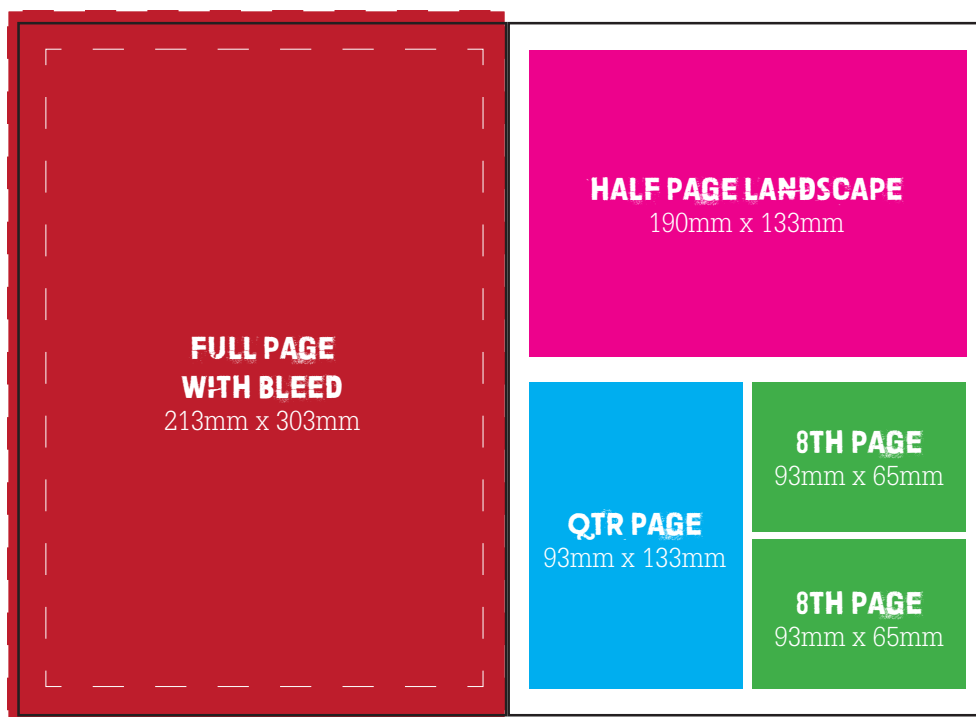 FULL PAGE
WITH BLEED
213mm x 303mm
HALF PAGE LANDSCAPE
190mm x 133mm
QTR PAGE
93mm x 133mm
8TH PAGE
93mm x 65mm
8TH PAGE
93mm x 65mm